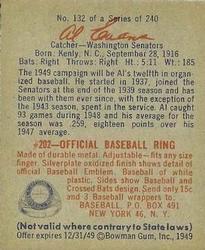 No. 132 of a Series of 240
Al Evans
Catcher—Washington Senators
Born: Kenly, N. C., September 28, 1916
Bats: Right Throws: Right Ht.: 5:11 Wt.: 185
The 1949 campaign will be Al's twelfth in organized baseball. He started in 1937, joined the Senators at the end of the 1939 season and has been with them ever since, with the exception of the 1943 season, spent in the service. Al caught 93 games during 1948 and his average for the season was .259, eighteen points over his 1947 average.
#202—OFFICIAL BASEBALL RING
Made of durable metal. Adjustable—fits any size finger. Silverplate oxidized finish shows detail of official Baseball Emblem. Baseball of white plastic. Sides show Baseball and Crossed Bats design. Send only 15c and 3 Baseball wrappers to
BASEBALL, P.O. BOX 491
NEW YORK 46, N. Y.
(Not valid where contrary to State laws)
Offer expires 12/31/49 ©Bowman Gum, Inc., 1949